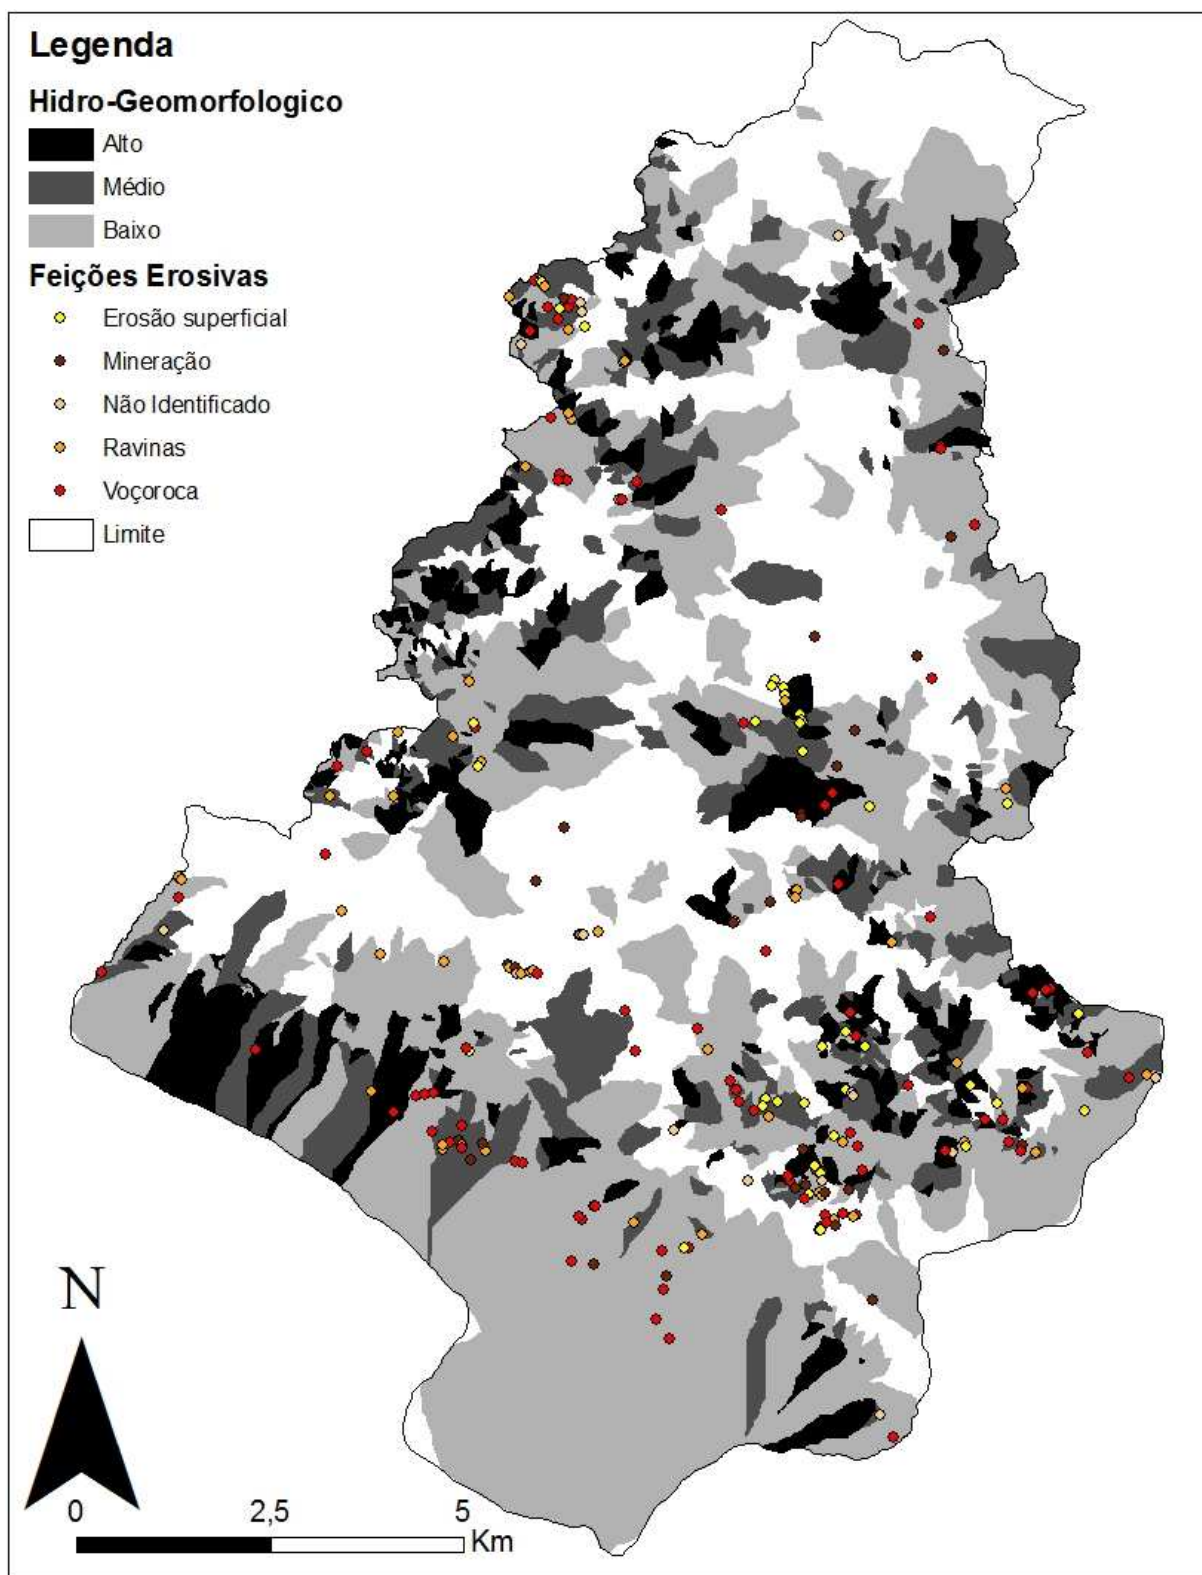 Legenda
Hidro-Geomorfologico
Alto
Médio
Baixo
Feições Erosivas
Erosão superficial
Mineração
Não Identificado
Ravinas
Voçoroca
Limite
N
0 2,5 5
Km